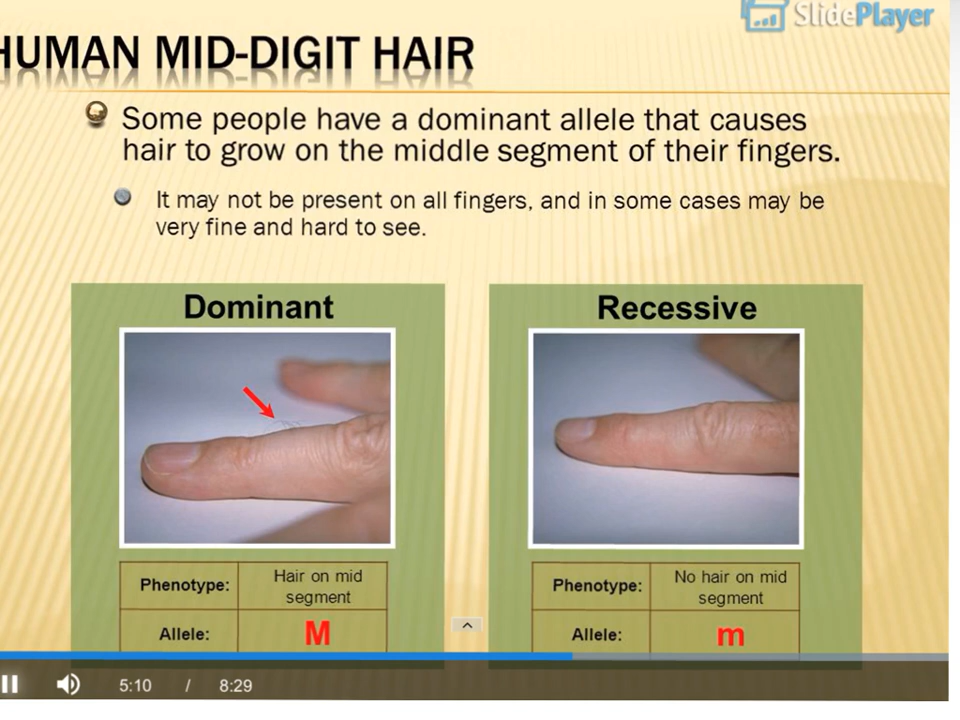 SlidePlayer
HUMAN MID-DIGIT HAIR
Some people have a dominant allele that causes
hair to grow on the middle segment of their fingers.
It may not be present on all fingers, and in some cases may be
very fine and hard to see.
Dominant
Phenotype: Hair on mid
segment
Allele: M
Recessive
Phenotype: No hair on mid
segment
Allele: m
5:10 / 8:29